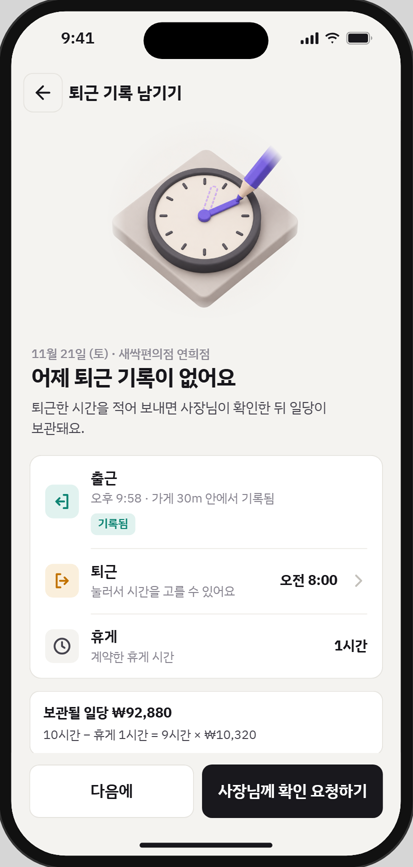 9:41
퇴근 기록 남기기
11월 21일 (토) · 새싹편의점 연희점
어제 퇴근 기록이 없어요
퇴근한 시간을 적어 보내면 사장님이 확인한 뒤 일당이
보관돼요.
출근
오후 9:58 · 가게 30m 안에서 기록됨
기록됨
퇴근
눌러서 시간을 고를 수 있어요
오전 8:00
휴게
계약한 휴게 시간
1시간
보관될 일당 ₩92,880
10시간 − 휴게 1시간 = 9시간 × ₩10,320
다음에
사장님께 확인 요청하기